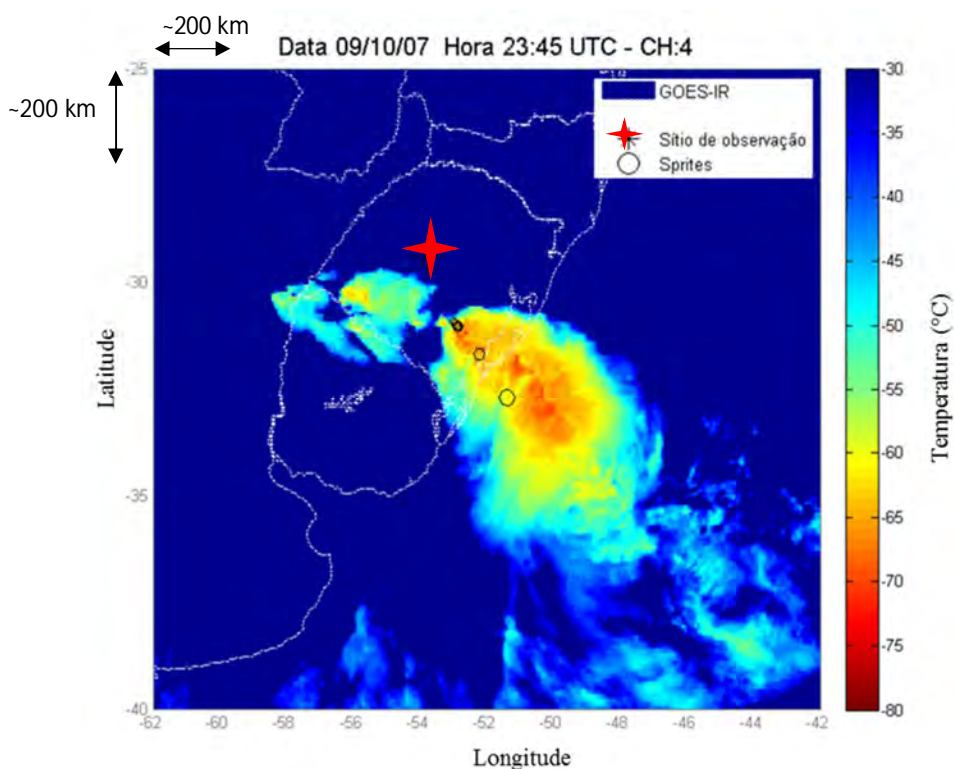 ~200 km
Data 09/10/07 Hora 23:45 UTC - CH:4
~200 km
-25
-30
-35
-40
Latitude
GOES-IR
Sítio de observação
Sprites
-62 -60 -58 -56 -54 -52 -50 -48 -46 -44 -42
Longitude
-30
-35
-40
-45
-50
-55
-60
-65
-70
-75
-80
Temperatura (°C)